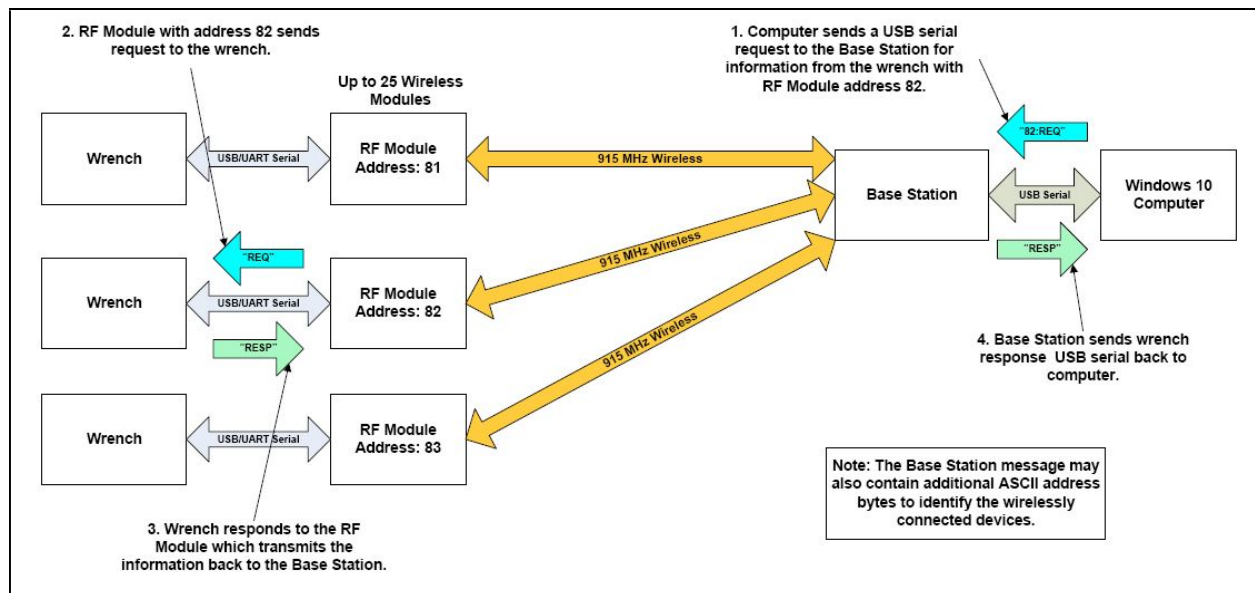 2. RF Module with address 82 sends
request to the wrench.
1. Computer sends a USB serial
request to the Base Station for
information from the wrench with
RF Module address 82.
Up to 25 Wireless
Modules
Wrench
USB/UART Serial
RF Module
Address: 81
915 MHz Wireless
Base Station
"82:REQ"
USB Serial
"RESP"
Windows 10
Computer
"REQ"
Wrench
USB/UART Serial
RF Module
Address: 82
915 MHz Wireless
"RESP"
4. Base Station sends wrench
response USB serial back to
computer.
Wrench
USB/UART Serial
RF Module
Address: 83
915 MHz Wireless
3. Wrench responds to the RF
Module which transmits the
information back to the Base Station.
Note: The Base Station message may
also contain additional ASCII address
bytes to identify the wirelessly
connected devices.